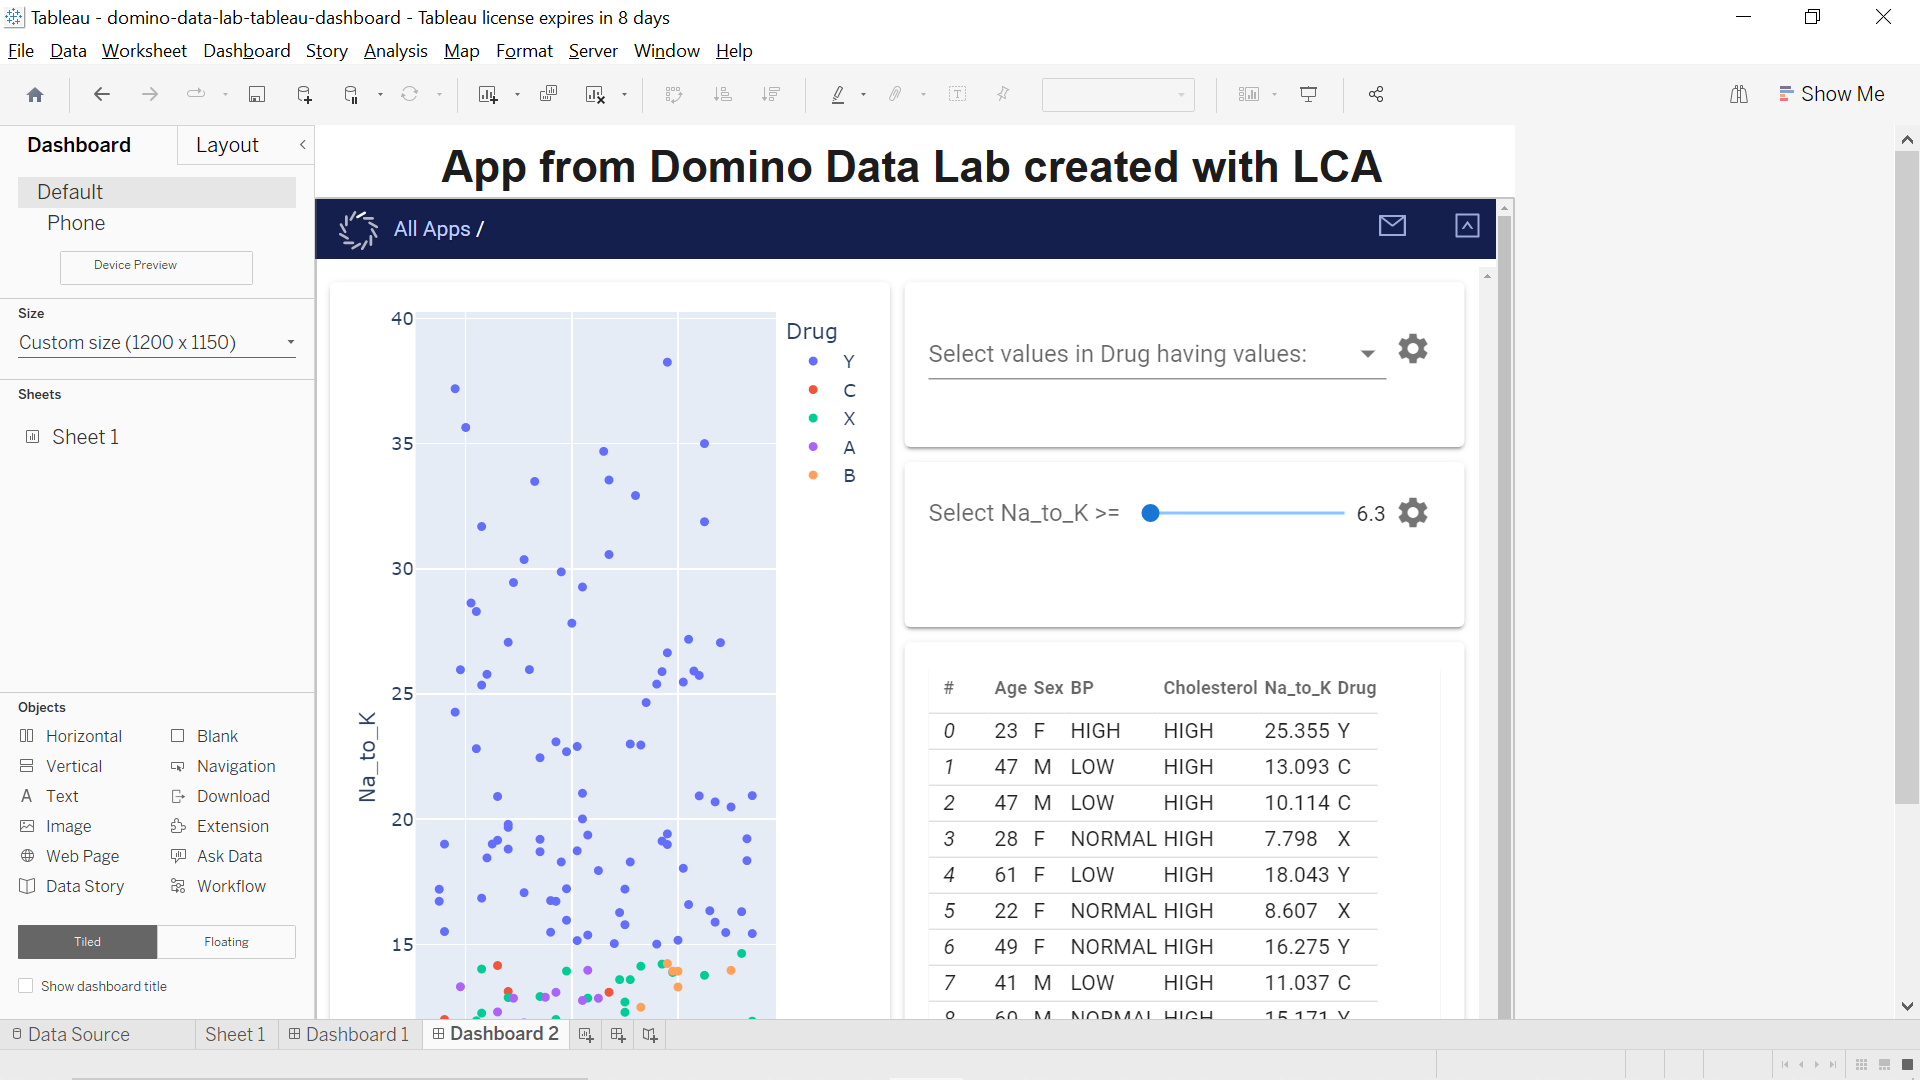 Tableau - domino-data-lab-tableau-dashboard - Tableau license expires in 8 days
File Data Worksheet Dashboard Story Analysis Map Format Server Window Help
Show Me
Dashboard Layout
Default
Phone
Device Preview
Size
Custom size (1200 x 1150)
Sheets
Sheet 1
Objects
Horizontal Blank
Vertical Navigation
Text Download
Image Extension
Web Page Ask Data
Data Story Workflow
Tiled Floating
Show dashboard title
App from Domino Data Lab created with LCA
All Apps /
40
35
30
25
20
15
Na_to_K
Drug
Y
C
X
A
B
Select values in Drug having values:
Select Na_to_K >= 6.3
# Age Sex BP Cholesterol Na_to_K Drug
0 23 F HIGH HIGH 25.355 Y
1 47 M LOW HIGH 13.093 C
2 47 M LOW HIGH 10.114 C
3 28 F NORMAL HIGH 7.798 X
4 61 F LOW HIGH 18.043 Y
5 22 F NORMAL HIGH 8.607 X
6 49 F NORMAL HIGH 16.275 Y
7 41 M LOW HIGH 11.037 C
8 60 M NORMAL HIGH 15.171 Y
Data Source Sheet 1 Dashboard 1 Dashboard 2